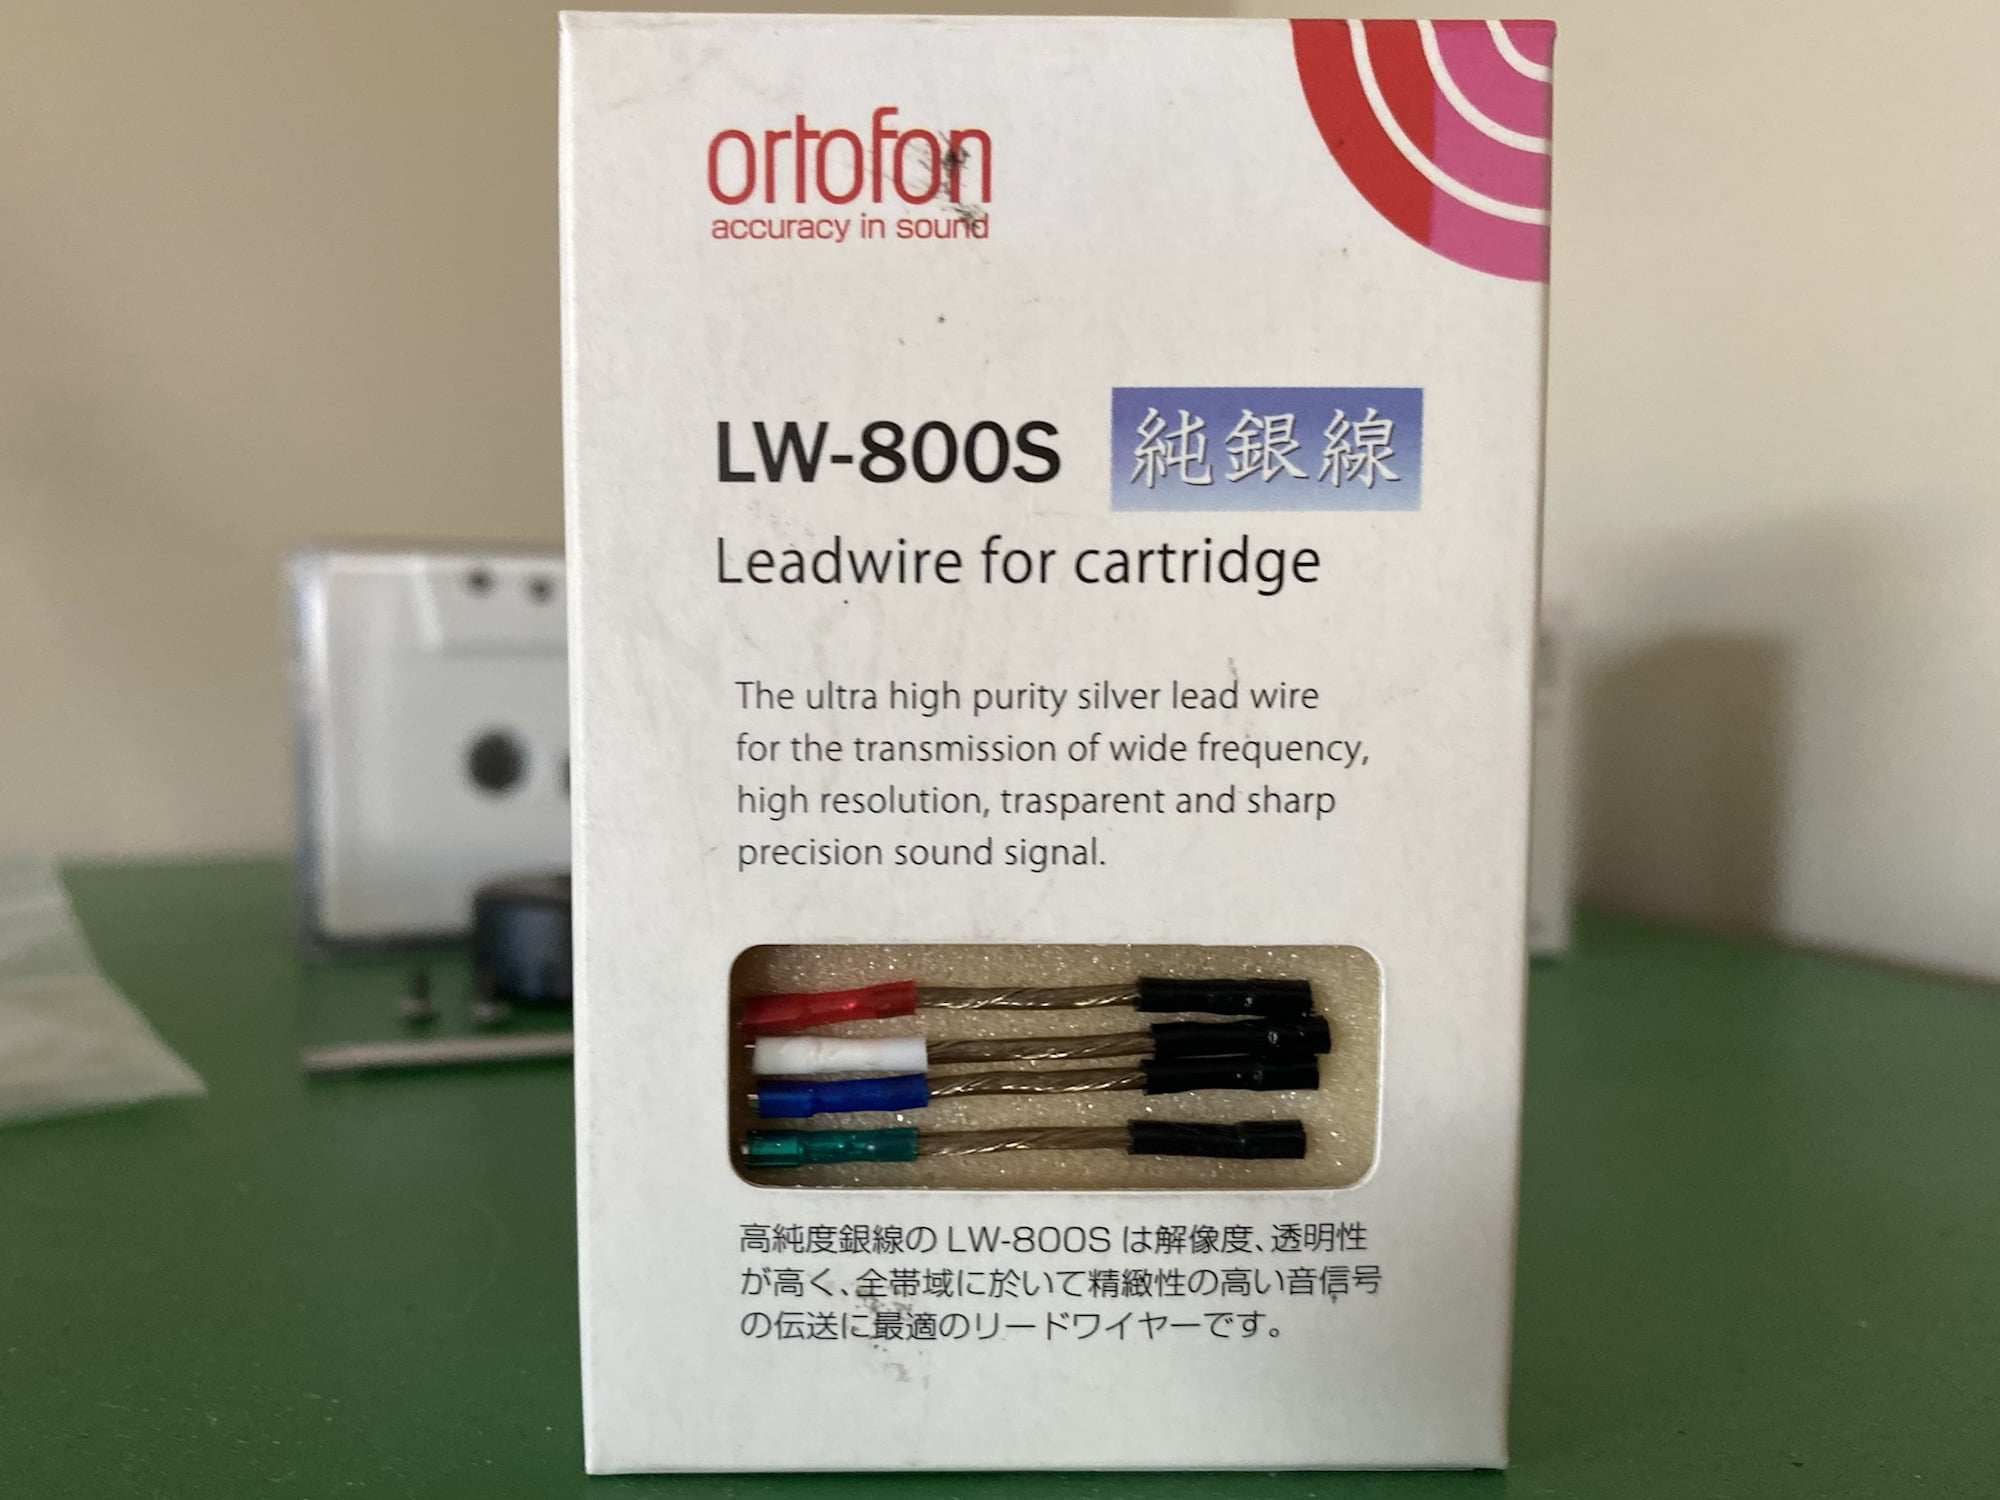 ortofon
accuracy in sound
LW-800S 純銀線
Leadwire for cartridge
The ultra high purity silver lead wire
for the transmission of wide frequency,
high resolution, trasparent and sharp
precision sound signal.
高純度銀線の LW-800S は解像度、透明性
が高く、全帯域に於いて精緻性の高い音信号
の伝送に最適のリードワイヤーです。